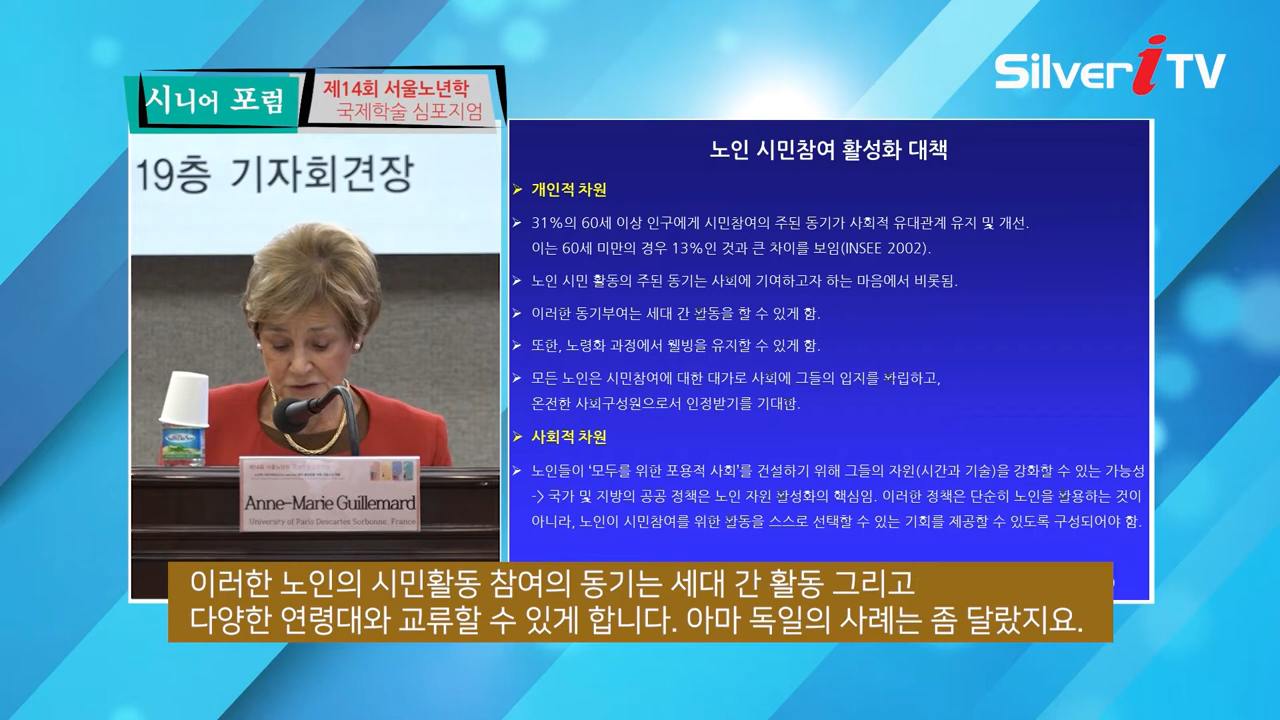 Silver i TV
시니어 포럼
제14회 서울노년학
국제학술 심포지엄
19층 기자회견장
제14회 서울노년학 국제학술심포지엄
Anne-Marie Guillemard
University of Paris Descartes Sorbonne, France
노인 시민참여 활성화 대책
➢ 개인적 차원
➢ 31%의 60세 이상 인구에게 시민참여의 주된 동기가 사회적 유대관계 유지 및 개선.
이는 60세 미만의 경우 13%인 것과 큰 차이를 보임(INSEE 2002).
➢ 노인 시민 활동의 주된 동기는 사회에 기여하고자 하는 마음에서 비롯됨.
➢ 이러한 동기부여는 세대 간 활동을 할 수 있게 함.
➢ 또한, 노령화 과정에서 웰빙을 유지할 수 있게 함.
➢ 모든 노인은 시민참여에 대한 대가로 사회에 그들의 입지를 확립하고,
온전한 사회구성원으로서 인정받기를 기대함.
➢ 사회적 차원
➢ 노인들이 '모두를 위한 포용적 사회'를 건설하기 위해 그들의 자원(시간과 기술)을 강화할 수 있는 가능성
-> 국가 및 지방의 공공 정책은 노인 자원 활성화의 핵심임. 이러한 정책은 단순히 노인을 활용하는 것이
아니라, 노인이 시민참여를 위한 활동을 스스로 선택할 수 있는 기회를 제공할 수 있도록 구성되어야 함.
이러한 노인의 시민활동 참여의 동기는 세대 간 활동 그리고
다양한 연령대와 교류할 수 있게 합니다. 아마 독일의 사례는 좀 달랐지요.